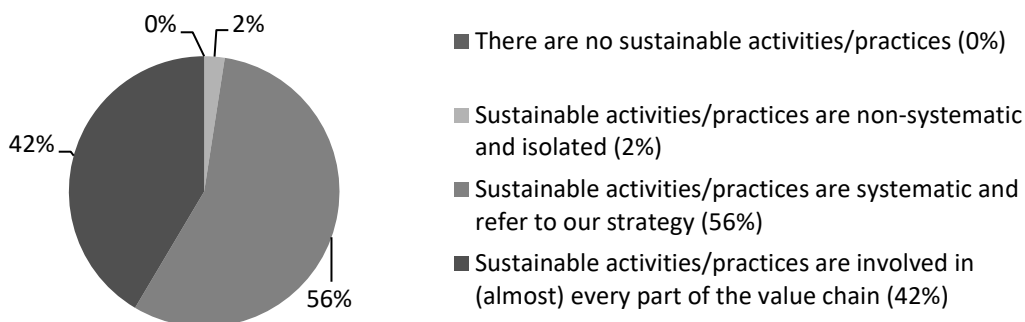 0%
2%
42%
56%
There are no sustainable activities/practices (0%)
Sustainable activities/practices are non-systematic
and isolated (2%)
Sustainable activities/practices are systematic and
refer to our strategy (56%)
Sustainable activities/practices are involved in
(almost) every part of the value chain (42%)